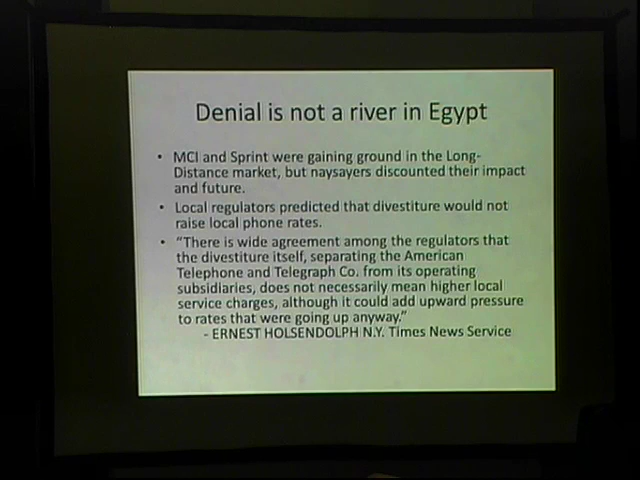 Denial is not a river in Egypt
• MCI and Sprint were gaining ground in the Long-
Distance market, but naysayers discounted their impact
and future.
• Local regulators predicted that divestiture would not
raise local phone rates.
• “There is wide agreement among the regulators that
the divestiture itself, separating the American
Telephone and Telegraph Co. from its operating
subsidiaries, does not necessarily mean higher local
service charges, although it could add upward pressure
to rates that were going up anyway.”
- ERNEST HOLSENDOLPH N.Y. Times News Service